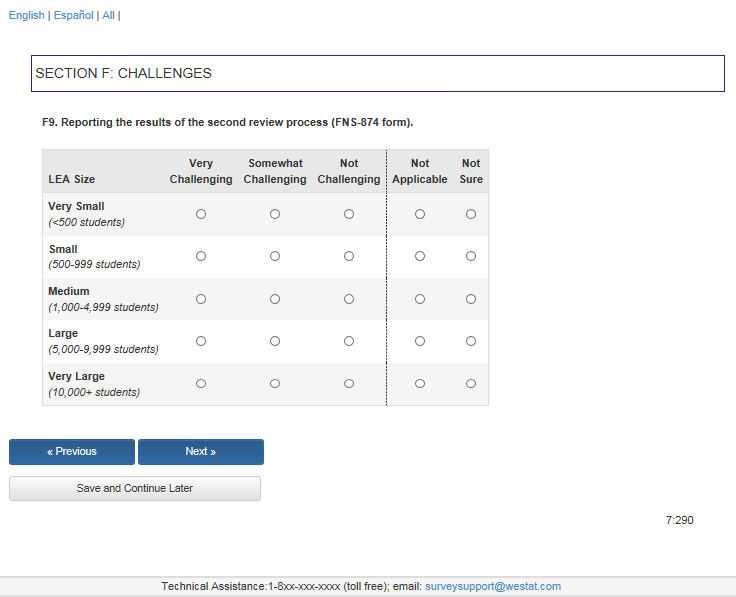 English | Español | All |
SECTION F: CHALLENGES
F9. Reporting the results of the second review process (FNS-874 form).
LEA Size Very Challenging Somewhat Challenging Not Challenging Not Applicable Not Sure
Very Small
(<500 students)
Small
(500-999 students)
Medium
(1,000-4,999 students)
Large
(5,000-9,999 students)
Very Large
(10,000+ students)
« Previous Next »
Save and Continue Later
7:290
Technical Assistance:1-8xx-xxx-xxxx (toll free); email: surveysupport@westat.com